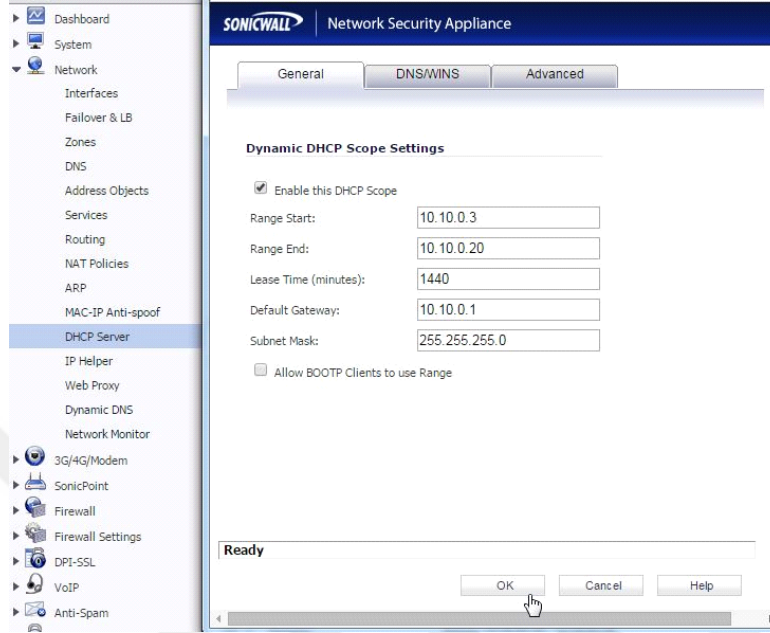 Dashboard
System
Network
Interfaces
Failover & LB
Zones
DNS
Address Objects
Services
Routing
NAT Policies
ARP
MAC-IP Anti-spoof
DHCP Server
IP Helper
Web Proxy
Dynamic DNS
Network Monitor
3G/4G/Modem
SonicPoint
Firewall
Firewall Settings
DPI-SSL
VoIP
Anti-Spam
SONICWALL Network Security Appliance
General DNS/WINS Advanced
Dynamic DHCP Scope Settings
Enable this DHCP Scope
Range Start: 10.10.0.3
Range End: 10.10.0.20
Lease Time (minutes): 1440
Default Gateway: 10.10.0.1
Subnet Mask: 255.255.255.0
Allow BOOTP Clients to use Range
Ready
OK Cancel Help